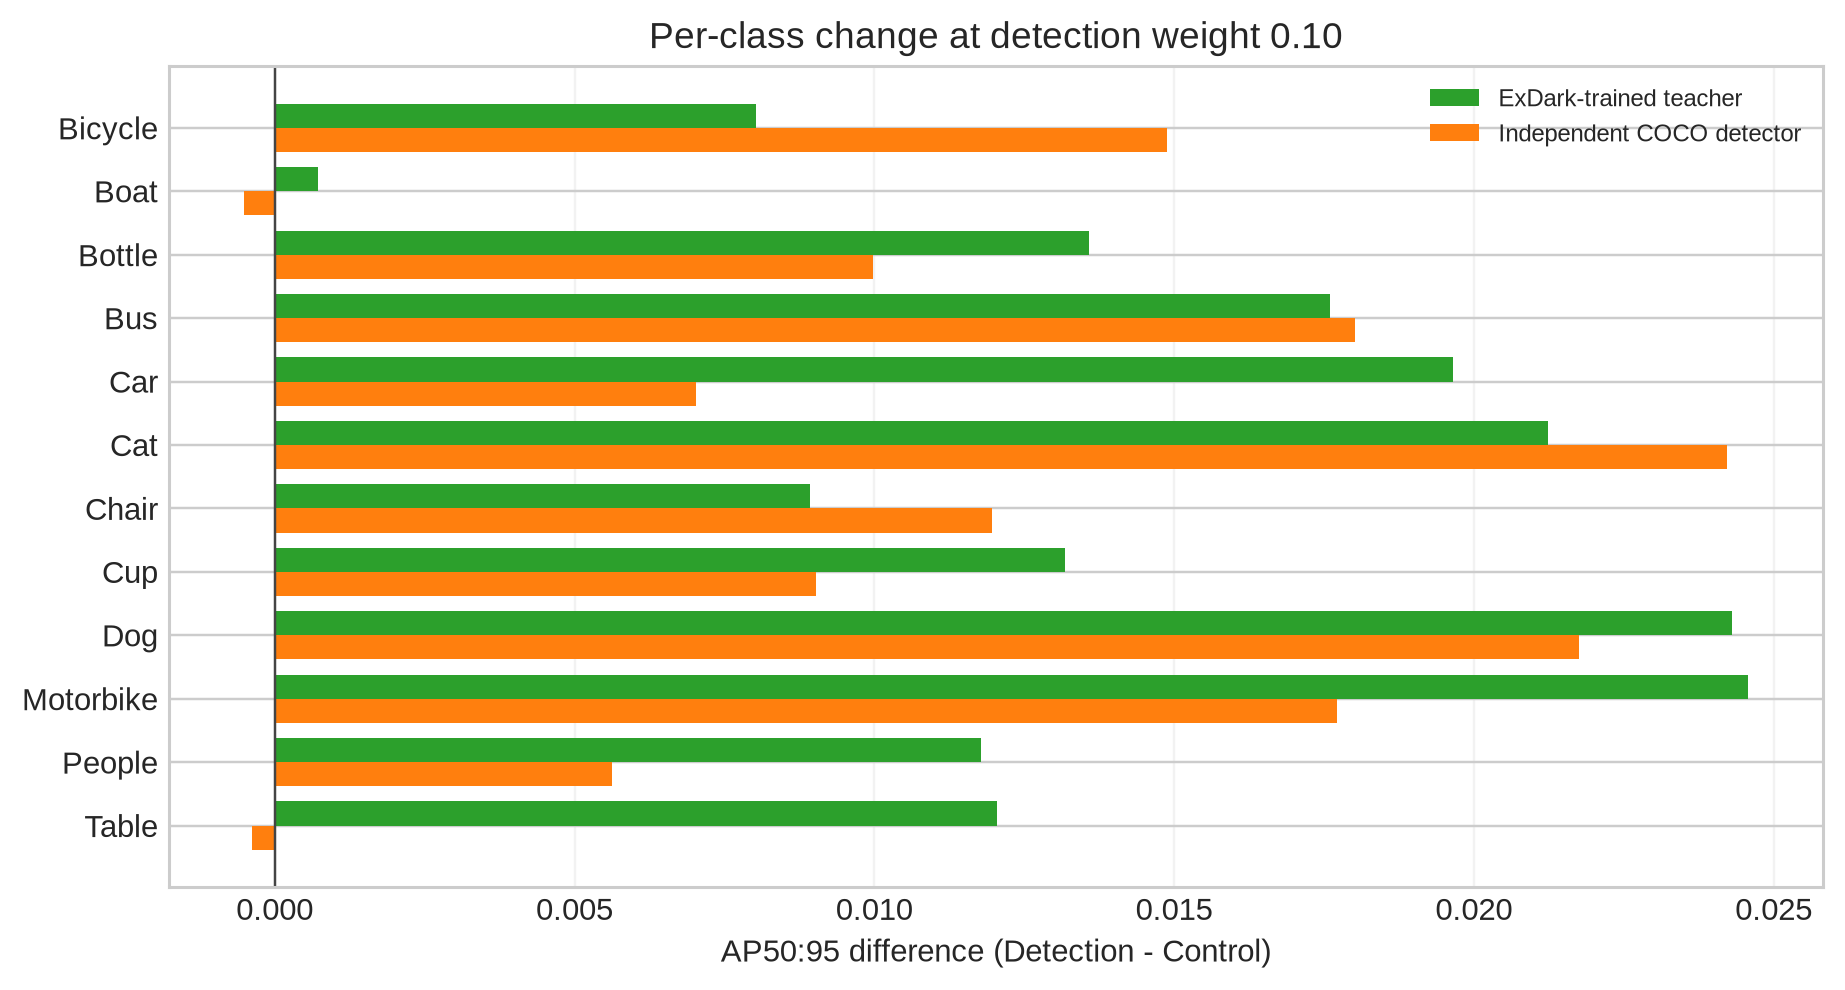 Per-class change at detection weight 0.10
ExDark-trained teacher
Independent COCO detector
Bicycle
Boat
Bottle
Bus
Car
Cat
Chair
Cup
Dog
Motorbike
People
Table
0.000 0.005 0.010 0.015 0.020 0.025
AP50:95 difference (Detection - Control)